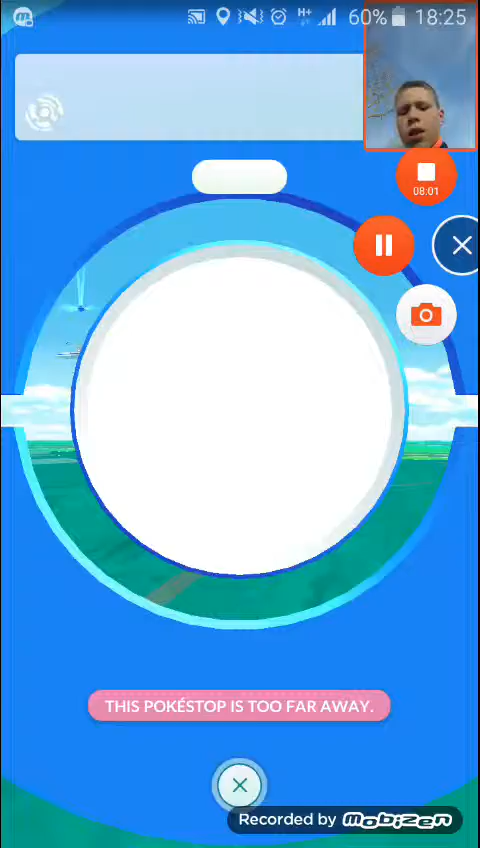 H+ 60% 18:25
08:01
THIS POKÉSTOP IS TOO FAR AWAY.
Recorded by mobizen